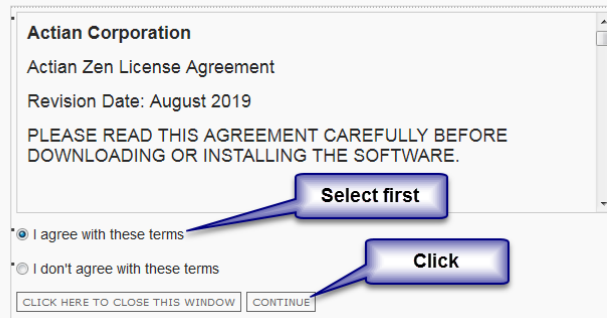 Actian Corporation
Actian Zen License Agreement
Revision Date: August 2019
PLEASE READ THIS AGREEMENT CAREFULLY BEFORE
DOWNLOADING OR INSTALLING THE SOFTWARE.
Select first
I agree with these terms
Click
I don't agree with these terms
CLICK HERE TO CLOSE THIS WINDOW CONTINUE